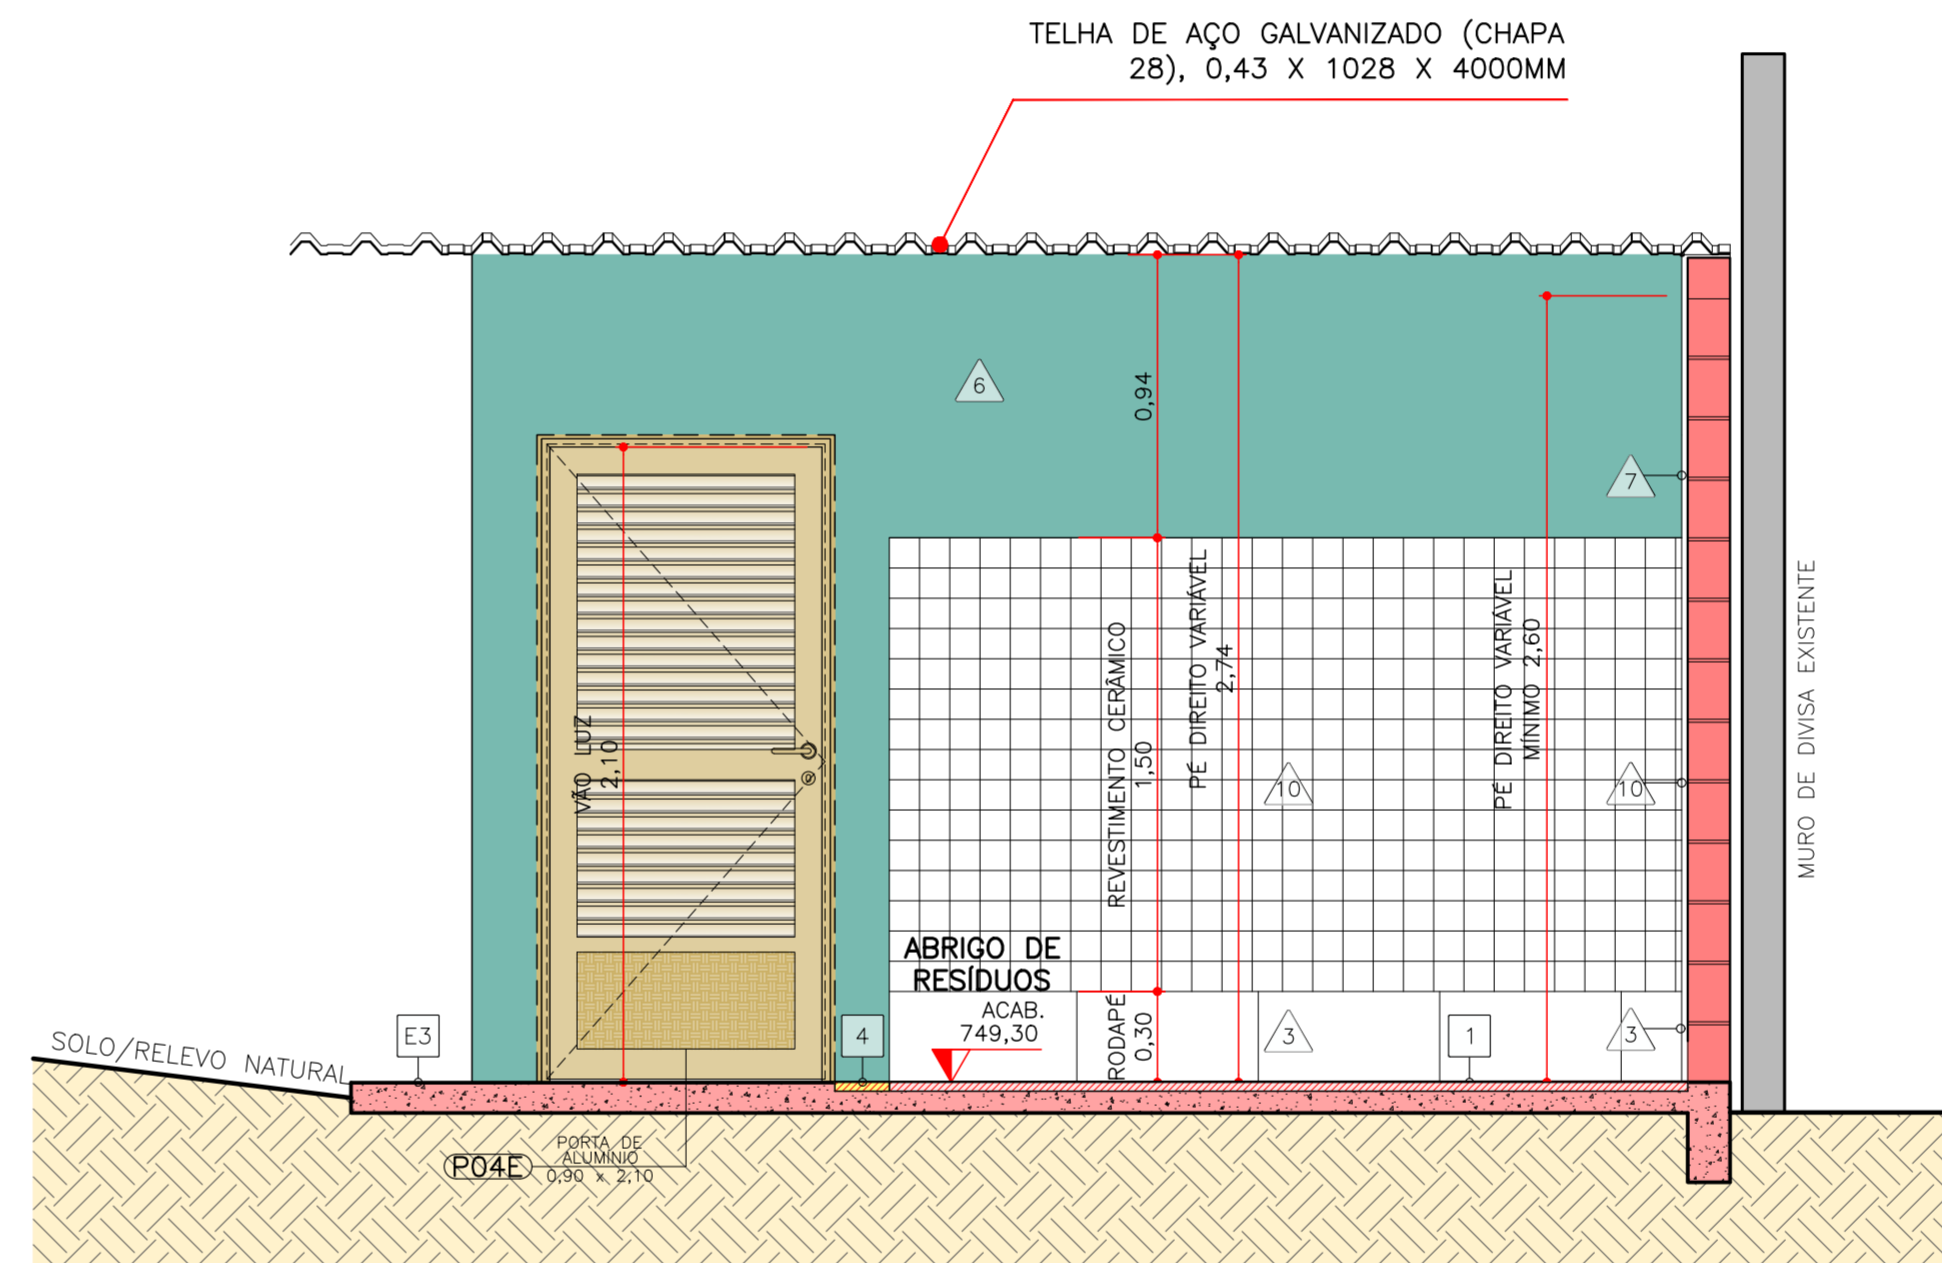 TELHA DE AÇO GALVANIZADO (CHAPA
28), 0,43 X 1028 X 4000MM
6
0,94
7
MURO DE DIVISA EXISTENTE
VÃO LUZ
2,10
REVESTIMENTO CERÂMICO
1,50
PÉ DIREITO VARIÁVEL
2,74
PÉ DIREITO VARIÁVEL
MÍNIMO 2,60
10
10
ABRIGO DE
RESÍDUOS
ACAB.
749,30
RODAPÉ
0,30
3
1
3
SOLO/RELEVO NATURAL
E3
4
P04E
PORTA DE
ALUMÍNIO
0,90 x 2,10